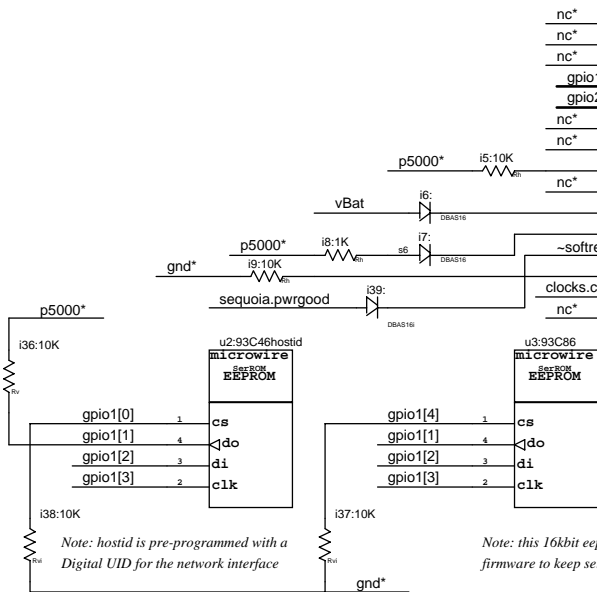 nc*
nc*
nc*
gpio1
gpio2
nc*
nc*
p5000* i5:10K Rh
nc*
vBat i6: DBAS16
p5000* i8:1K Rh s6 i7: DBAS16
~softre
gnd* i9:10K Rh
sequoia.pwrgood i39: DBAS16i
clocks.c
nc*
p5000*
i36:10K
Rv
u2:93C46hostid
microwire
SerROM
EEPROM
gpio1[0] 1 cs
gpio1[1] 4 do
gpio1[2] 3 di
gpio1[3] 2 clk
u3:93C86
microwire
SerROM
EEPROM
gpio1[4] 1 cs
gpio1[1] 4 do
gpio1[2] 3 di
gpio1[3] 2 clk
i38:10K
Rvi
Note: hostid is pre-programmed with a
Digital UID for the network interface
i37:10K
Rvi
Note: this 16kbit eep
firmware to keep se
gnd*